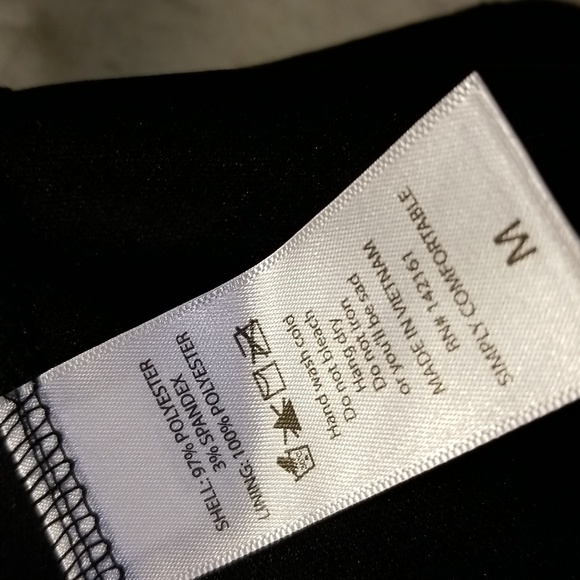 M
SIMPLY COMFORTABLE
RN# 142161
MADE IN VIETNAM
or you'll be sad
Do not iron
Hang dry
Do not bleach
Hand wash cold
LINING: 100% POLYESTER
3% SPANDEX
SHELL: 97% POLYESTER